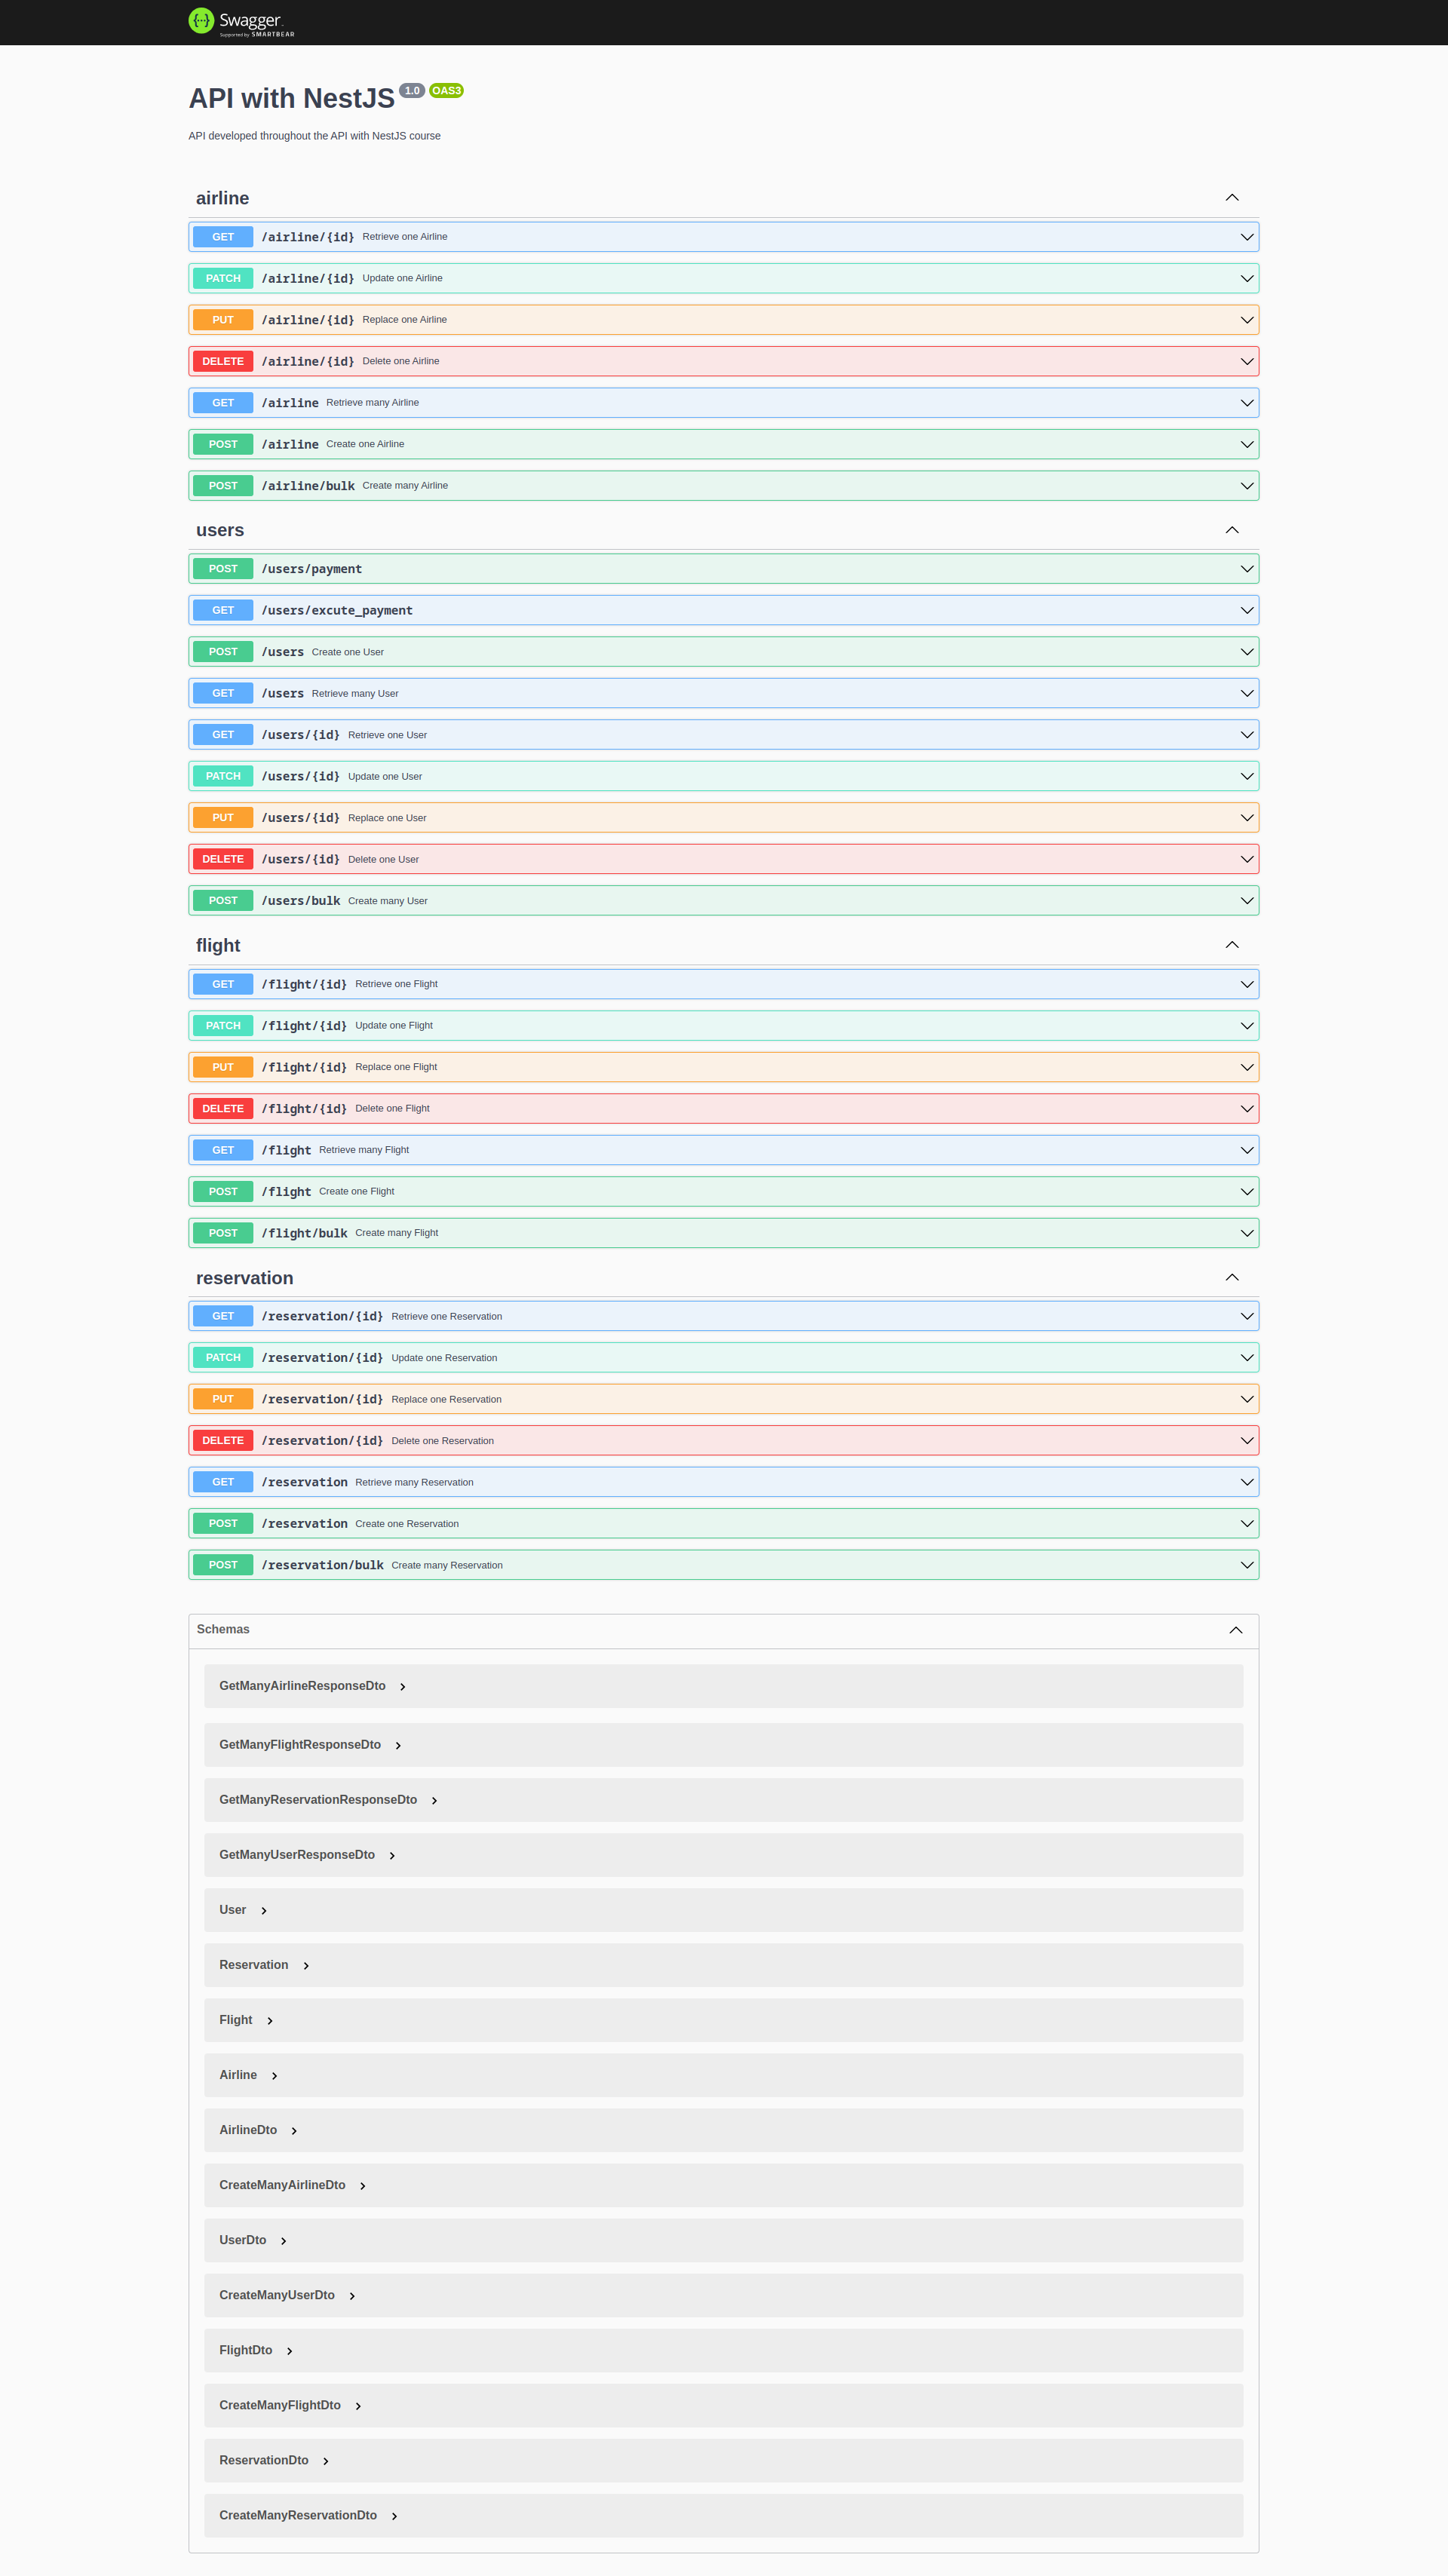 Swagger
Supported by SMARTBEAR
API with NestJS 1.0 OAS3
API developed throughout the API with NestJS course
airline
GET /airline/{id} Retrieve one Airline
PATCH /airline/{id} Update one Airline
PUT /airline/{id} Replace one Airline
DELETE /airline/{id} Delete one Airline
GET /airline Retrieve many Airline
POST /airline Create one Airline
POST /airline/bulk Create many Airline
users
POST /users/payment
GET /users/excute_payment
POST /users Create one User
GET /users Retrieve many User
GET /users/{id} Retrieve one User
PATCH /users/{id} Update one User
PUT /users/{id} Replace one User
DELETE /users/{id} Delete one User
POST /users/bulk Create many User
flight
GET /flight/{id} Retrieve one Flight
PATCH /flight/{id} Update one Flight
PUT /flight/{id} Replace one Flight
DELETE /flight/{id} Delete one Flight
GET /flight Retrieve many Flight
POST /flight Create one Flight
POST /flight/bulk Create many Flight
reservation
GET /reservation/{id} Retrieve one Reservation
PATCH /reservation/{id} Update one Reservation
PUT /reservation/{id} Replace one Reservation
DELETE /reservation/{id} Delete one Reservation
GET /reservation Retrieve many Reservation
POST /reservation Create one Reservation
POST /reservation/bulk Create many Reservation
Schemas
GetManyAirlineResponseDto
GetManyFlightResponseDto
GetManyReservationResponseDto
GetManyUserResponseDto
User
Reservation
Flight
Airline
AirlineDto
CreateManyAirlineDto
UserDto
CreateManyUserDto
FlightDto
CreateManyFlightDto
ReservationDto
CreateManyReservationDto